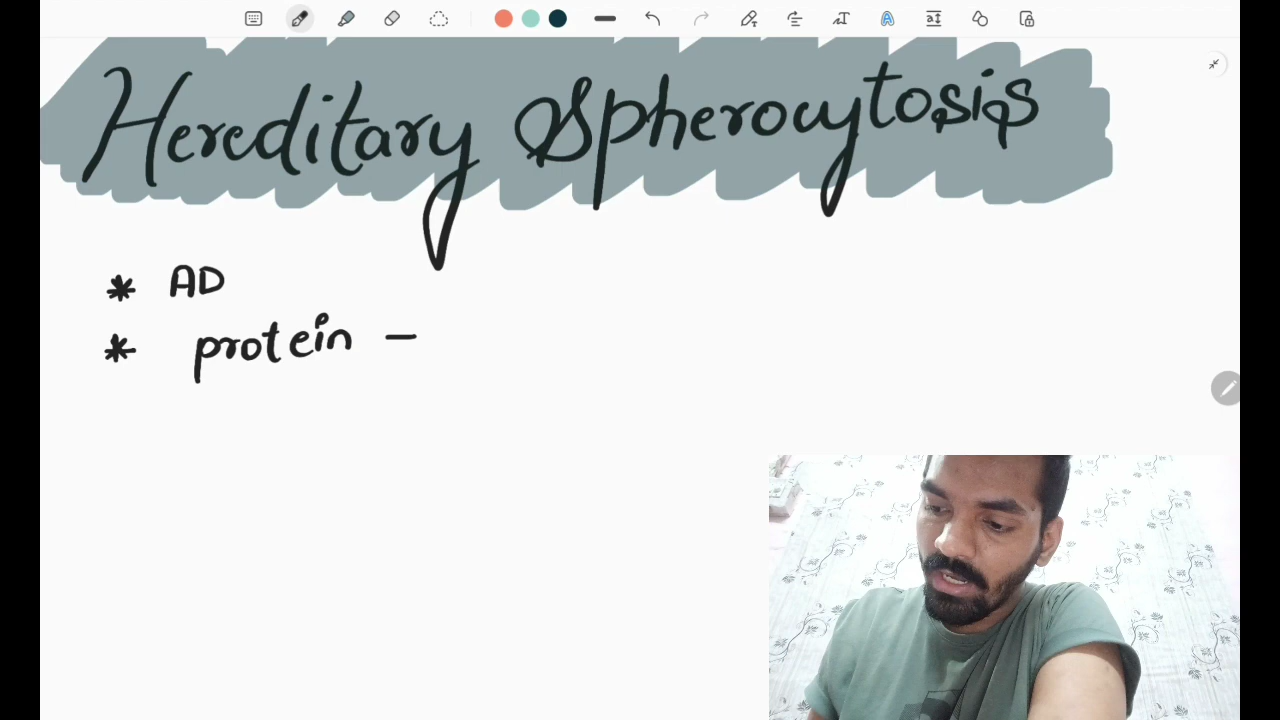 Hereditary Spherocytosis
* AD
* protein –